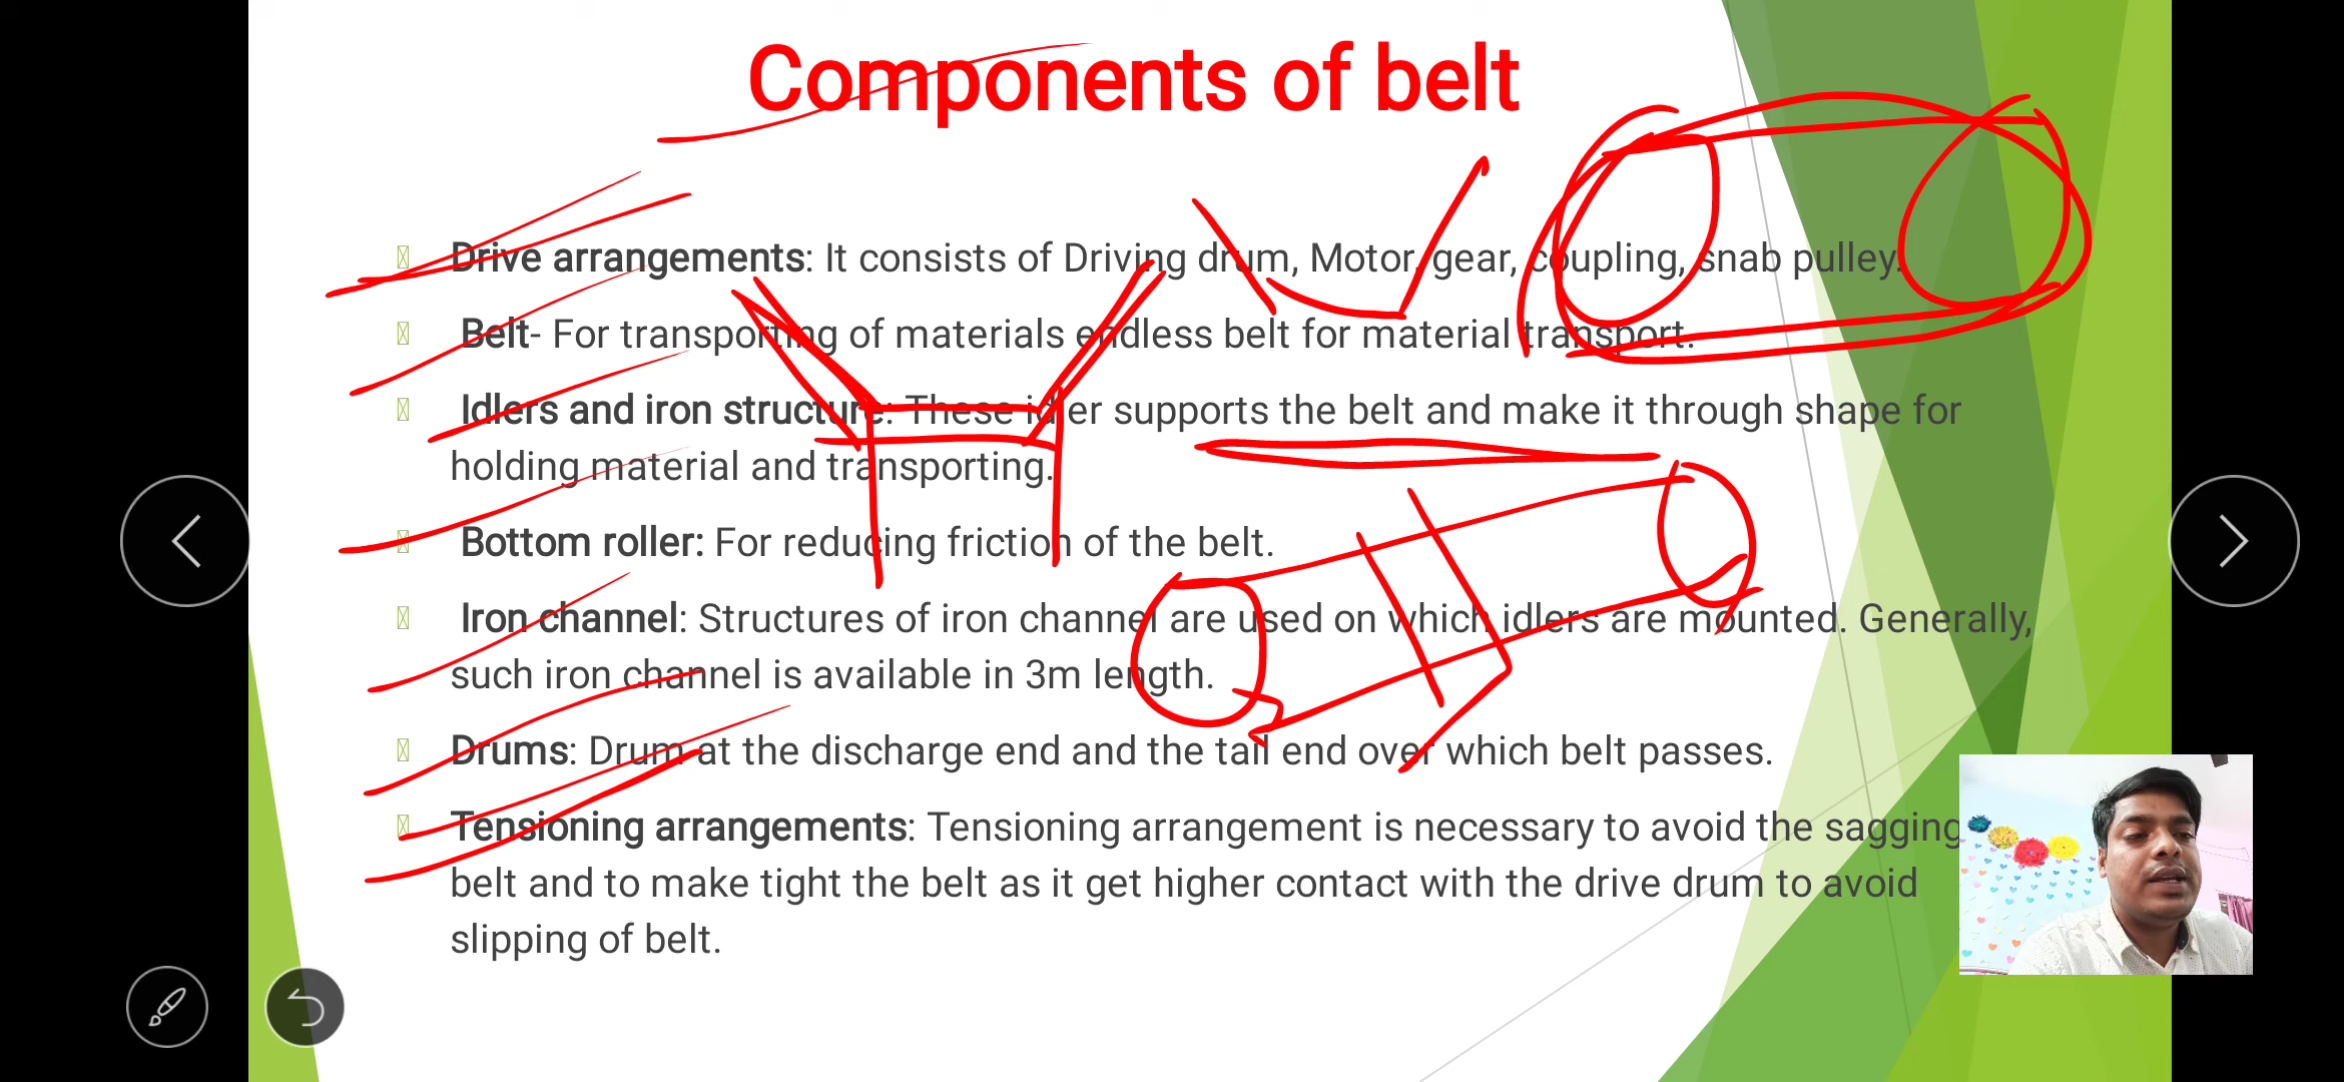 Components of belt
Drive arrangements: It consists of Driving drum, Motor, gear, coupling, snab pulley.
Belt- For transporting of materials endless belt for material transport.
Idlers and iron structure: These idler supports the belt and make it through shape for
holding material and transporting.
Bottom roller: For reducing friction of the belt.
Iron channel: Structures of iron channel are used on which idlers are mounted. Generally,
such iron channel is available in 3m length.
Drums: Drum at the discharge end and the tail end over which belt passes.
Tensioning arrangements: Tensioning arrangement is necessary to avoid the sagging
belt and to make tight the belt as it get higher contact with the drive drum to avoid
slipping of belt.